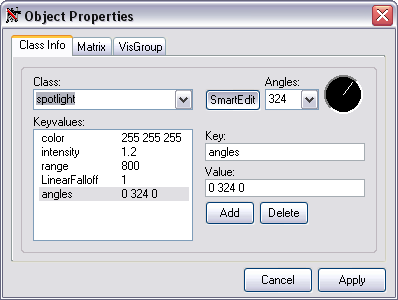 Object Properties
Class Info Matrix VisGroup
Class: Angles:
spotlight SmartEdit 324
Keyvalues:
color 255 255 255
intensity 1.2
range 800
LinearFalloff 1
angles 0 324 0
Key:
angles
Value:
0 324 0
Add Delete
Cancel Apply